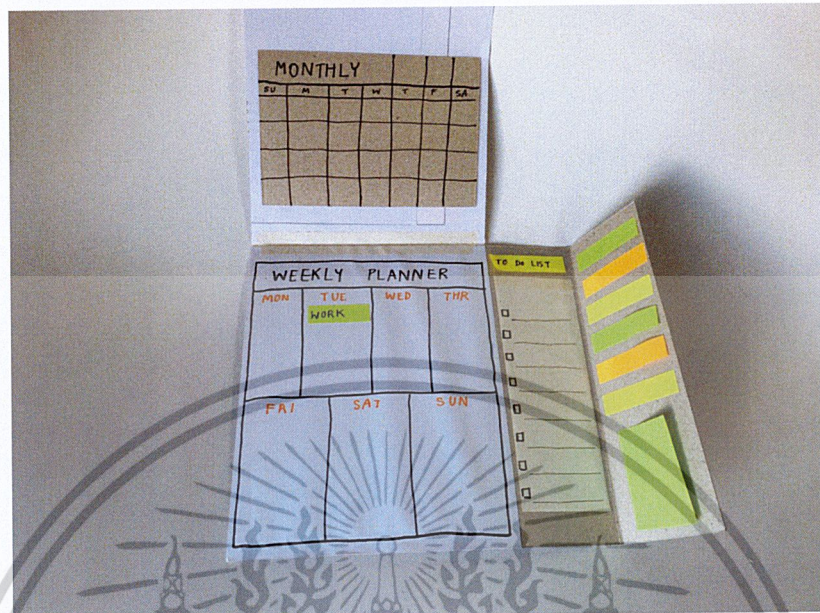 MONTHLY
SU M T W T F SA
WEEKLY PLANNER
MON TUE WED THR
WORK
FRI SAT SUN
TO DO LIST